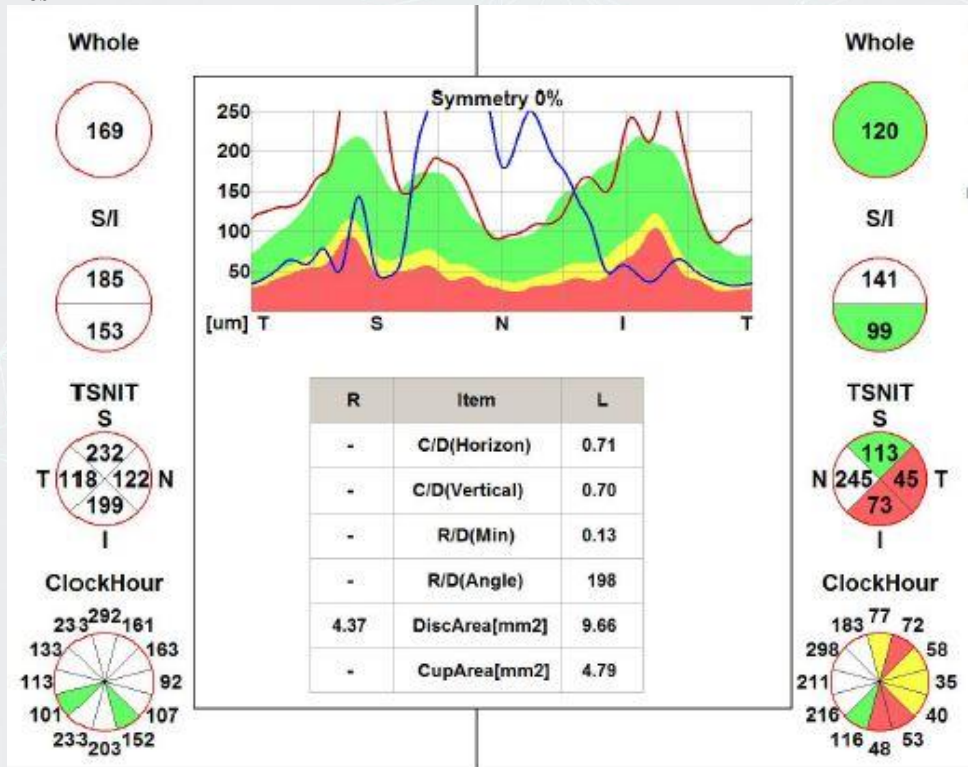 Whole
169
S/I
185
153
TSNIT
S
232
T 118 122 N
199
I
ClockHour
292
233 161
133 163
113 92
101 107
233 152
203
Symmetry 0%
250
200
150
100
50
[um] T S N I T
R Item L
- C/D(Horizon) 0.71
- C/D(Vertical) 0.70
- R/D(Min) 0.13
- R/D(Angle) 198
4.37 DiscArea[mm2] 9.66
- CupArea[mm2] 4.79
Whole
120
S/I
141
99
TSNIT
S
113
N 245 45 T
73
I
ClockHour
77
183 72
298 58
211 35
216 40
116 53
48